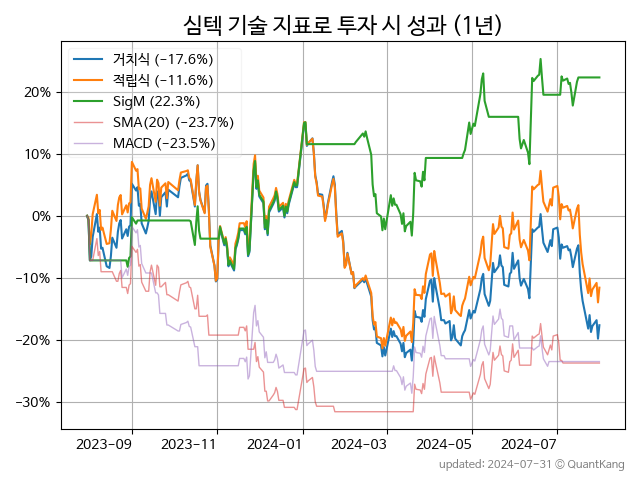 심텍 기술 지표로 투자 시 성과 (1년)
거치식 (−17.6%)
적립식 (−11.6%)
SigM (22.3%)
SMA(20) (−23.7%)
MACD (−23.5%)
20%
10%
0%
−10%
−20%
−30%
2023-09 2023-11 2024-01 2024-03 2024-05 2024-07
updated: 2024-07-31 © QuantKang